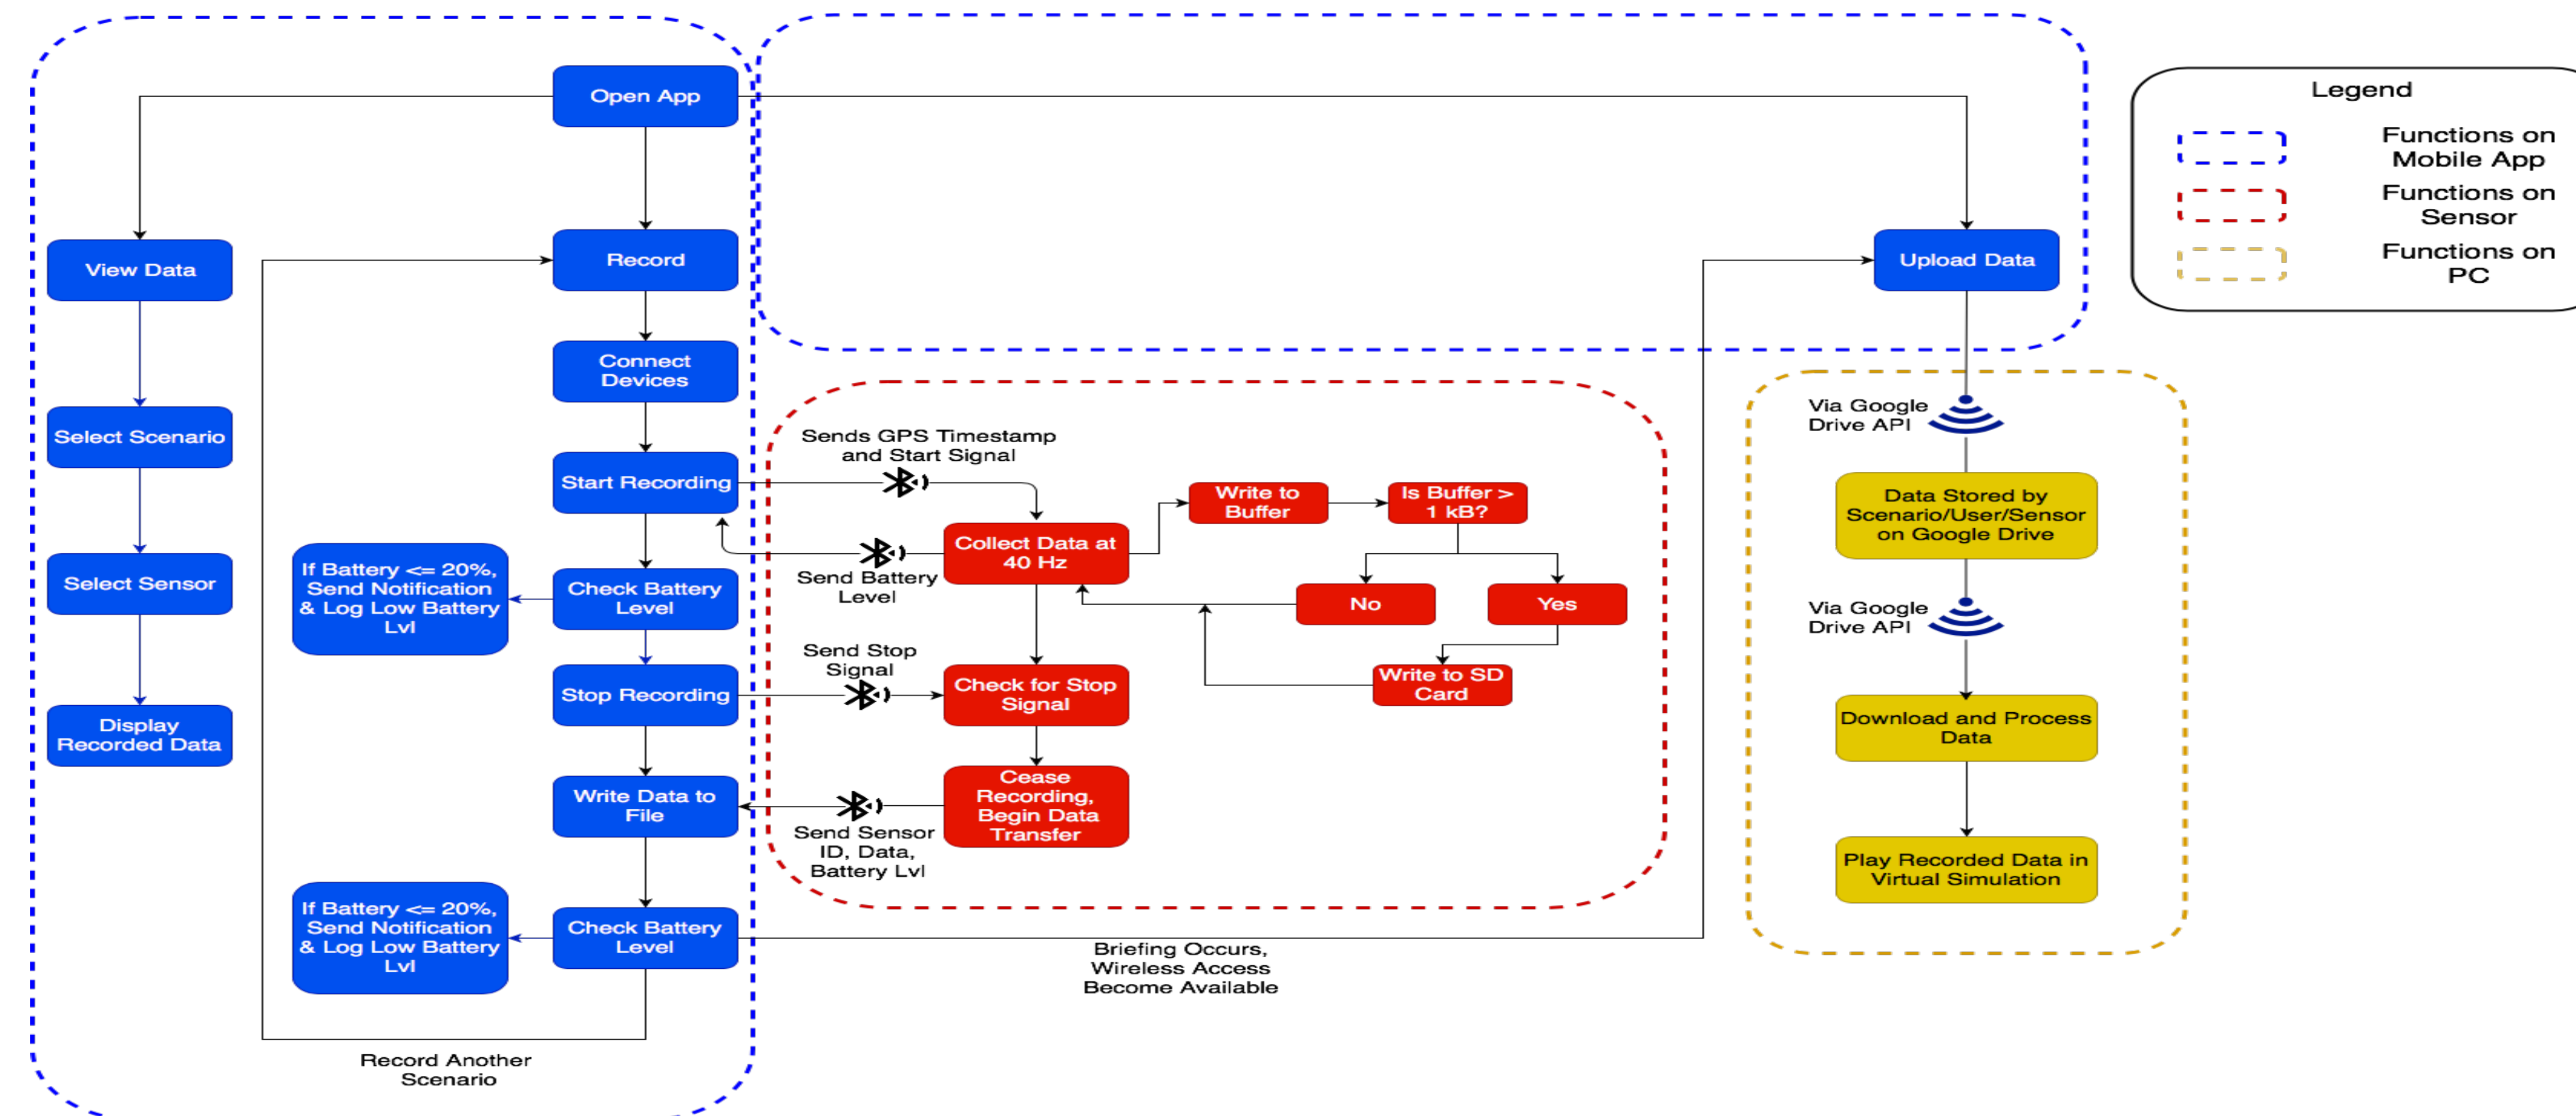 Open App
Legend
Functions on
Mobile App
Functions on
Sensor
Functions on
PC
View Data
Record
Upload Data
Connect
Devices
Select Scenario
Start Recording
Sends GPS Timestamp
and Start Signal
Write to
Buffer
Is Buffer >
1 kB?
Via Google
Drive API
Data Stored by
Scenario/User/Sensor
on Google Drive
Select Sensor
If Battery <= 20%,
Send Notification
& Log Low Battery
Lvl
Check Battery
Level
Send Battery
Level
Collect Data at
40 Hz
No
Yes
Via Google
Drive API
Display
Recorded Data
Stop Recording
Send Stop
Signal
Check for Stop
Signal
Write to SD
Card
Download and Process
Data
Write Data to
File
Send Sensor
ID, Data,
Battery Lvl
Cease
Recording,
Begin Data
Transfer
Play Recorded Data in
Virtual Simulation
If Battery <= 20%,
Send Notification
& Log Low Battery
Lvl
Check Battery
Level
Briefing Occurs,
Wireless Access
Become Available
Record Another
Scenario